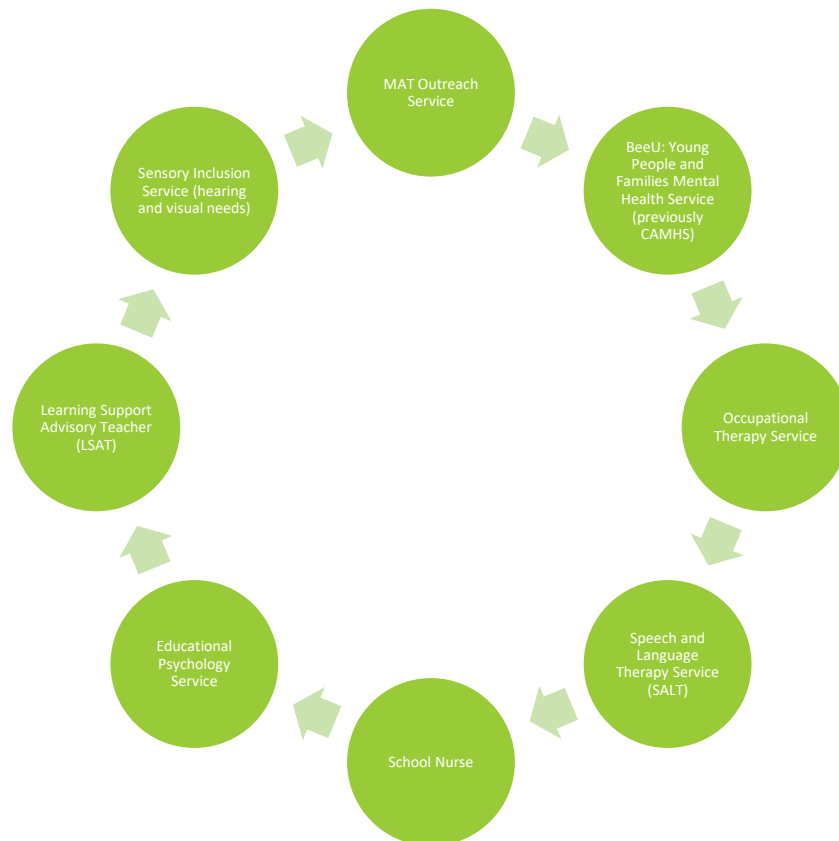 MAT Outreach
Service
BeeU: Young
People and
Families Mental
Health Service
(previously
CAMHS)
Occupational
Therapy Service
Speech and
Language
Therapy Service
(SALT)
School Nurse
Educational
Psychology
Service
Learning Support
Advisory Teacher
(LSAT)
Sensory Inclusion
Service (hearing
and visual needs)